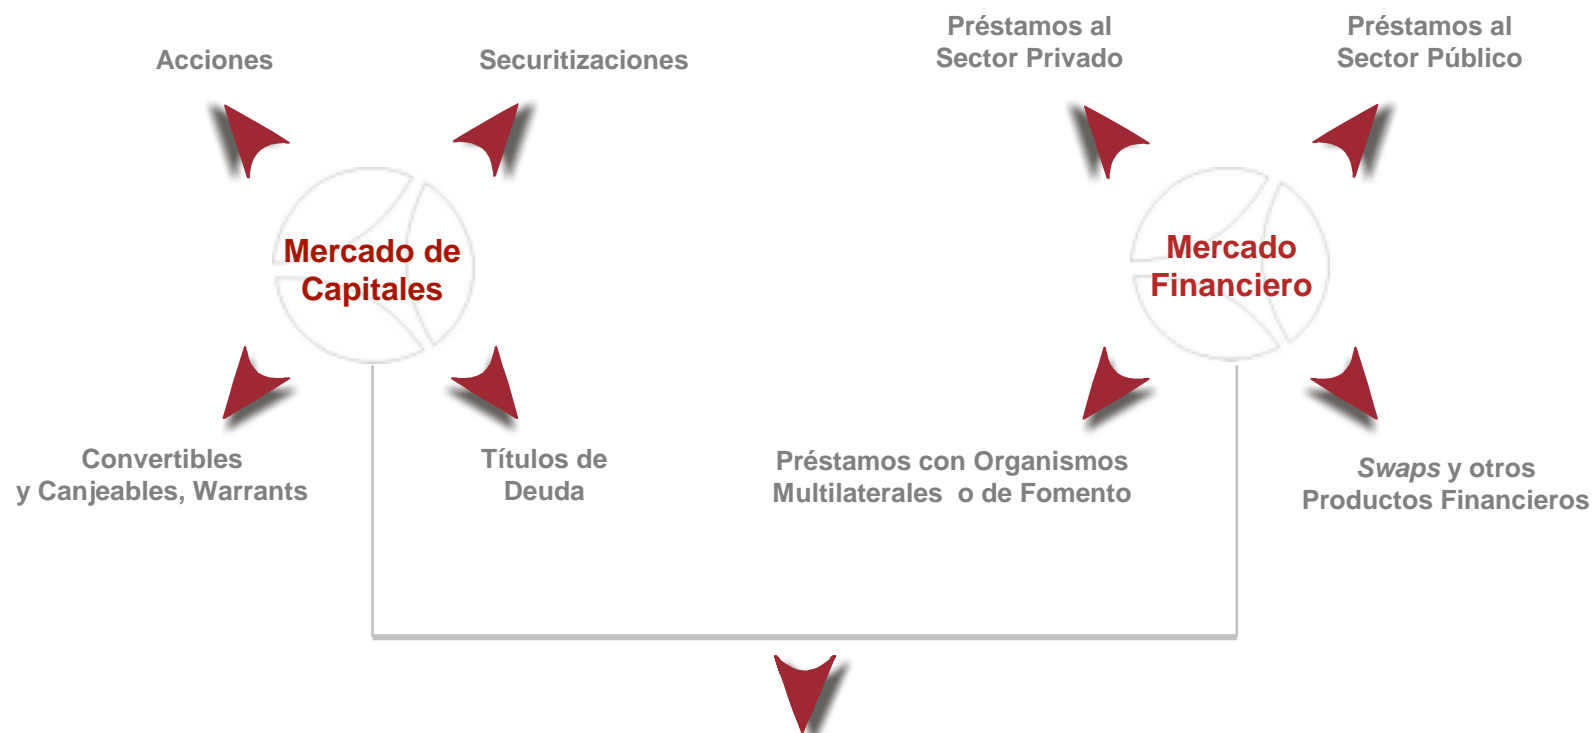 Acciones
Securitizaciones
Mercado de
Capitales
Convertibles
y Canjeables, Warrants
Títulos de
Deuda
Préstamos al
Sector Privado
Préstamos al
Sector Público
Mercado
Financiero
Préstamos con Organismos
Multilaterales o de Fomento
Swaps y otros
Productos Financieros